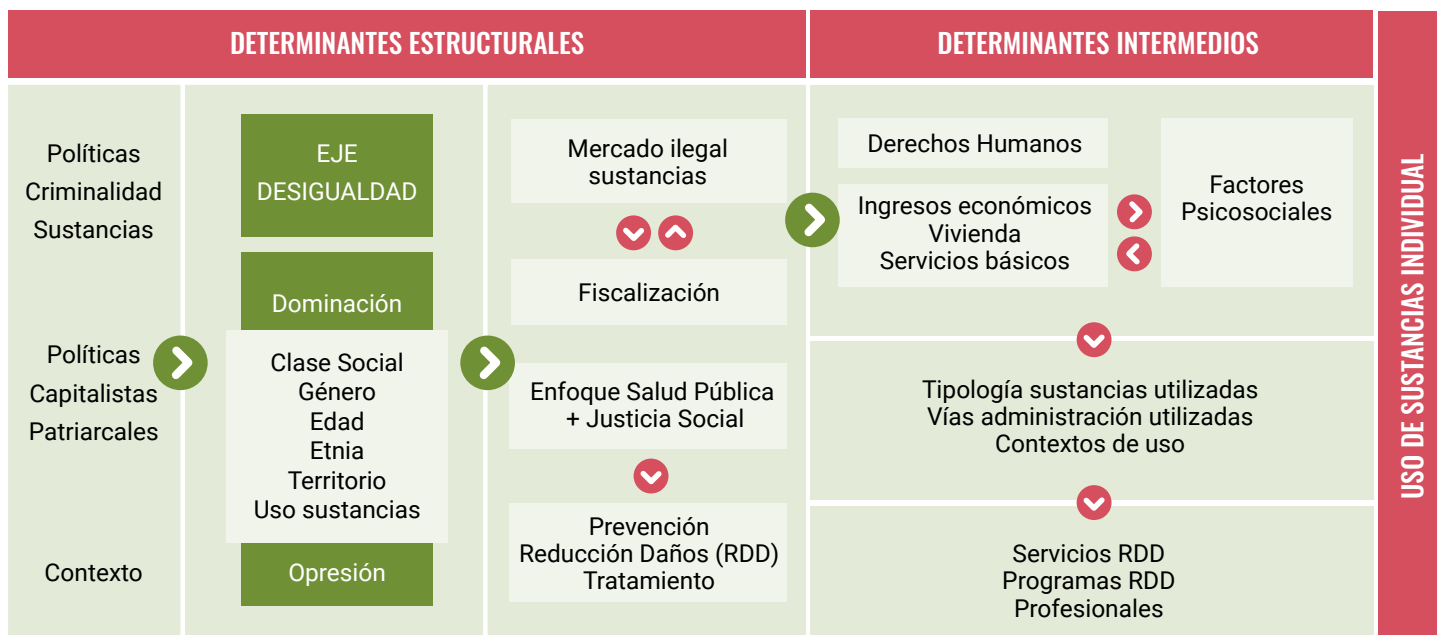 DETERMINANTES ESTRUCTURALES
DETERMINANTES INTERMEDIOS
Políticas
Criminalidad
Sustancias
Políticas
Capitalistas
Patriarcales
Contexto
EJE
DESIGUALDAD
Dominación
Clase Social
Género
Edad
Etnia
Territorio
Uso sustancias
Opresión
Mercado ilegal
sustancias
Fiscalización
Enfoque Salud Pública
+ Justicia Social
Prevención
Reducción Daños (RDD)
Tratamiento
Derechos Humanos
Ingresos económicos
Vivienda
Servicios básicos
Factores
Psicosociales
Tipología sustancias utilizadas
Vías administración utilizadas
Contextos de uso
Servicios RDD
Programas RDD
Profesionales
USO DE SUSTANCIAS INDIVIDUAL